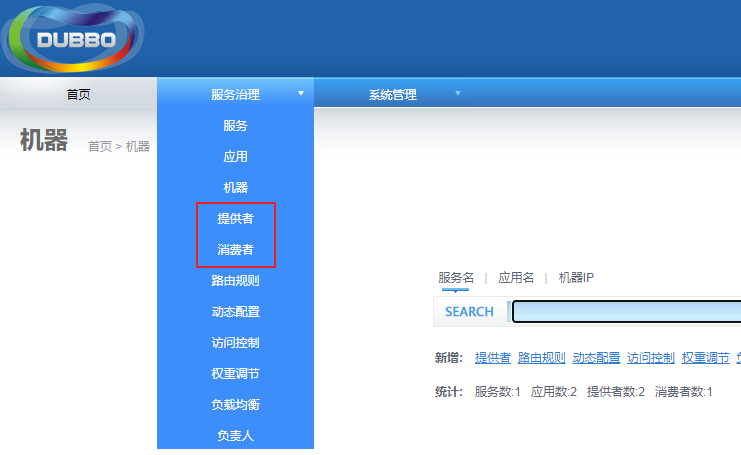 DUBBO
首页 服务治理 系统管理
机器 首页 > 机器
服务
应用
机器
提供者
消费者
路由规则
动态配置
访问控制
权重调节
负载均衡
负责人
服务名 | 应用名 | 机器IP
SEARCH
新增： 提供者 路由规则 动态配置 访问控制 权重调节
统计： 服务数:1 应用数:2 提供者数:2 消费者数:1